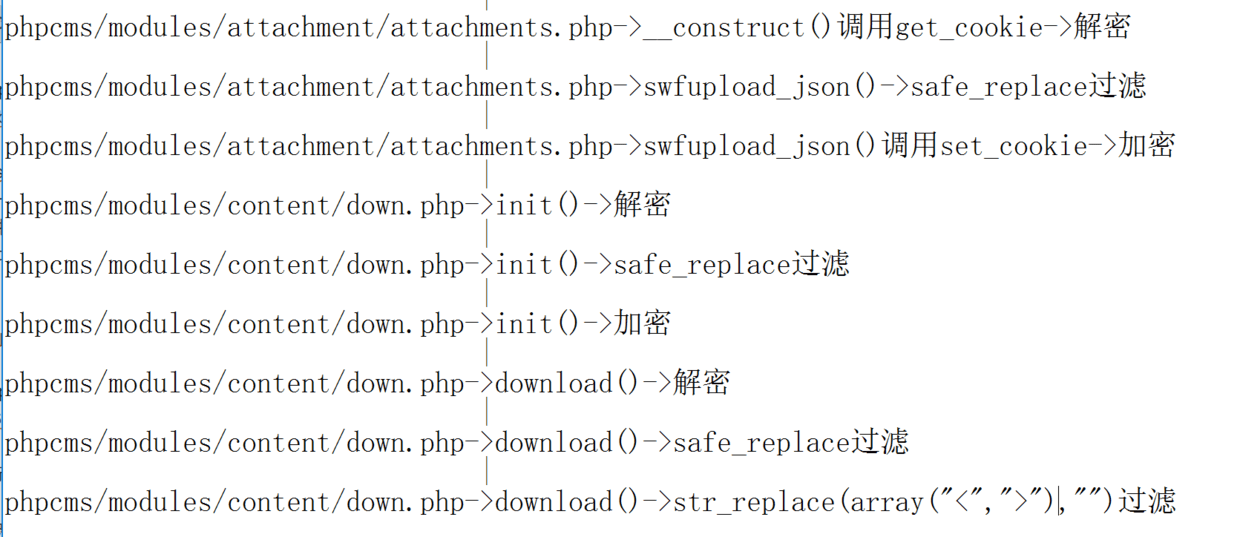 phpcms/modules/attachment/attachments.php->__construct()调用get_cookie->解密
phpcms/modules/attachment/attachments.php->swfupload_json()->safe_replace过滤
phpcms/modules/attachment/attachments.php->swfupload_json()调用set_cookie->加密
phpcms/modules/content/down.php->init()->解密
phpcms/modules/content/down.php->init()->safe_replace过滤
phpcms/modules/content/down.php->init()->加密
phpcms/modules/content/down.php->download()->解密
phpcms/modules/content/down.php->download()->safe_replace过滤
phpcms/modules/content/down.php->download()->str_replace(array("<",">"),"")过滤